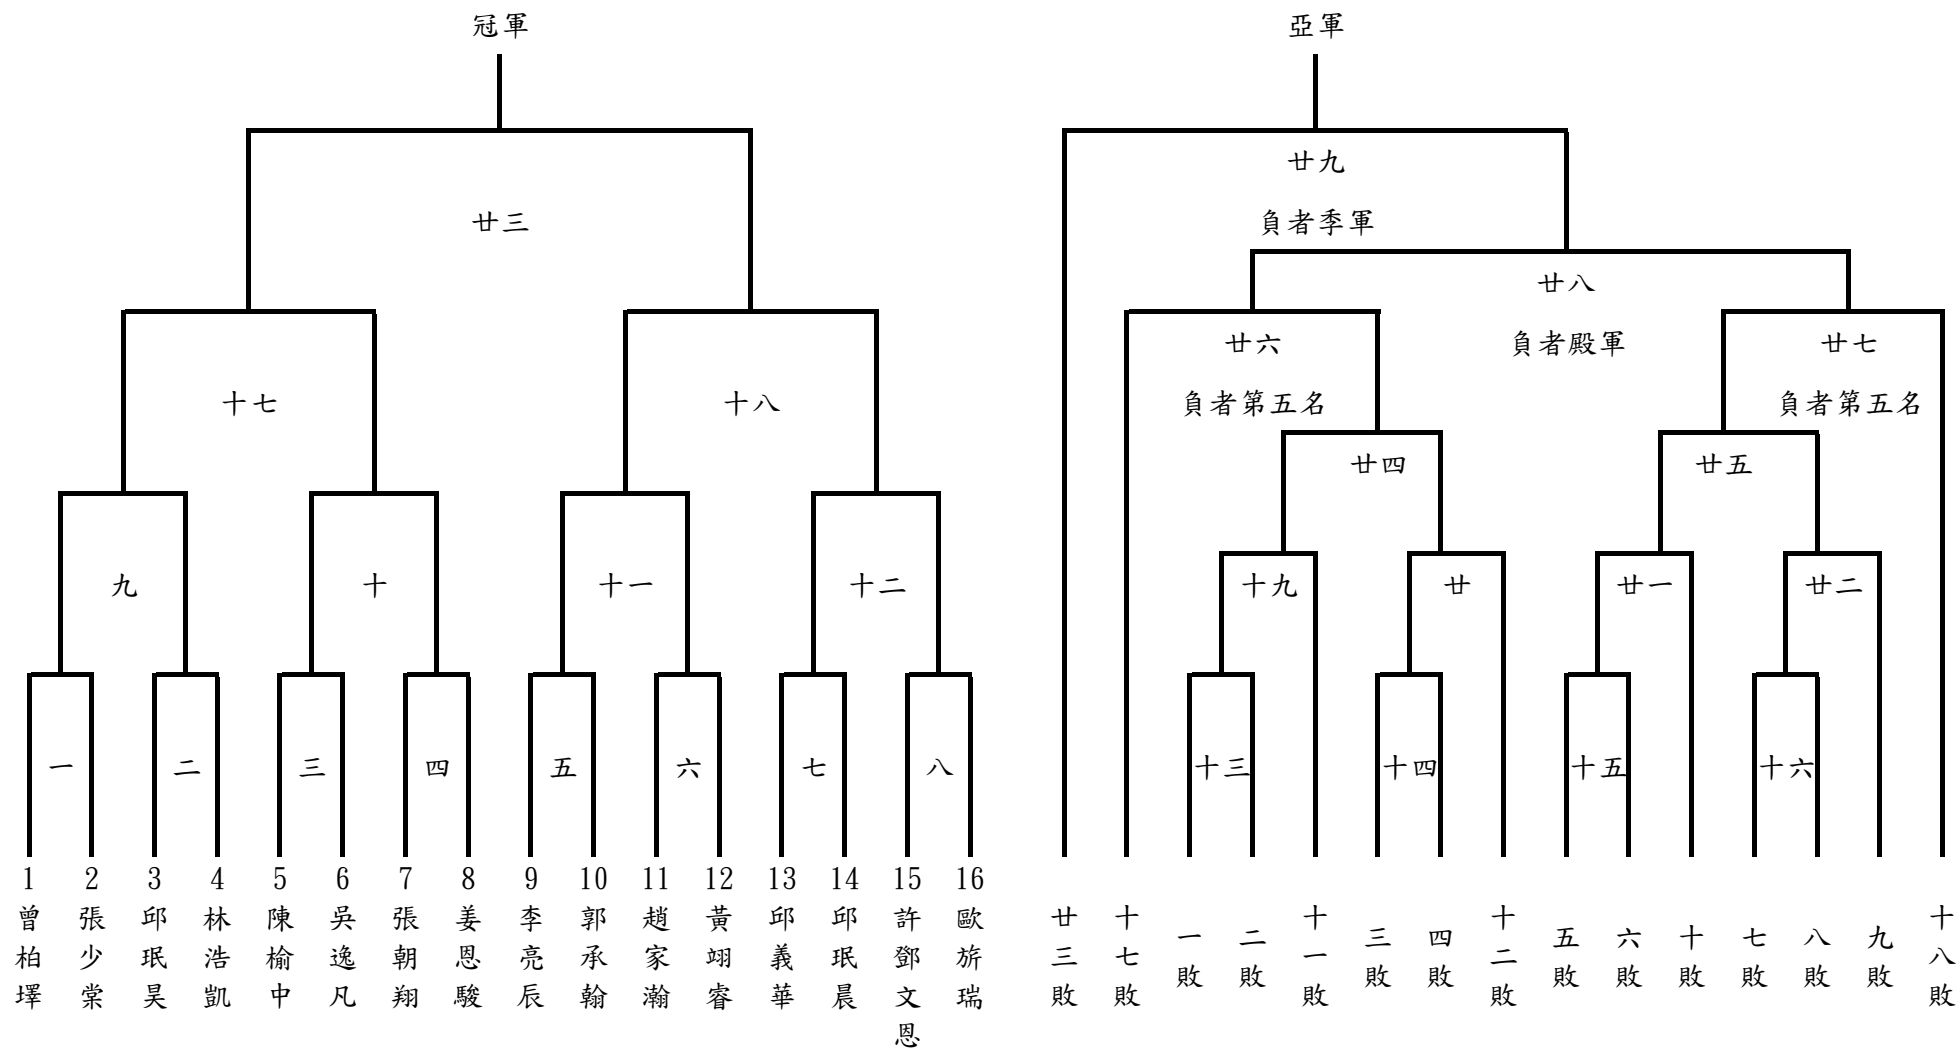 冠軍
亞軍
廿九
廿三
負者季軍
廿八
廿六
負者殿軍
廿七
十七
十八
負者第五名
負者第五名
廿四
廿五
九
十
十一
十二
十九
廿
廿一
廿二
一
二
三
四
五
六
七
八
十三
十四
十五
十六
1 曾柏墿
2 張少棠
3 邱珉昊
4 林浩凱
5 陳榆中
6 吳逸凡
7 張朝翔
8 姜恩駿
9 李亮辰
10 郭承翰
11 趙家瀚
12 黃翊睿
13 邱義華
14 邱珉晨
15 許鄧文恩
16 歐旂瑞
廿三敗
十七敗
一敗
二敗
十一敗
三敗
四敗
十二敗
五敗
六敗
十敗
七敗
八敗
九敗
十八敗